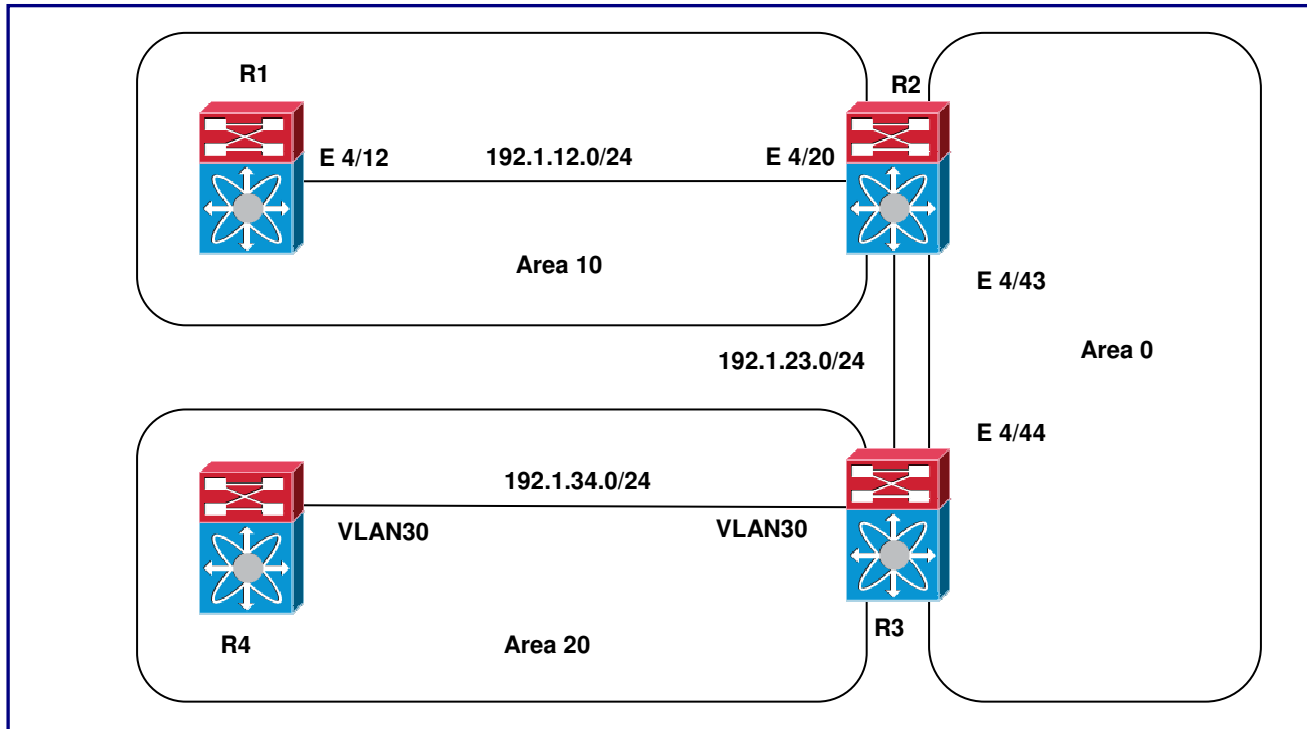 R1
R2
E 4/12
192.1.12.0/24
E 4/20
Area 10
E 4/43
192.1.23.0/24
Area 0
E 4/44
192.1.34.0/24
VLAN30
VLAN30
R4
Area 20
R3